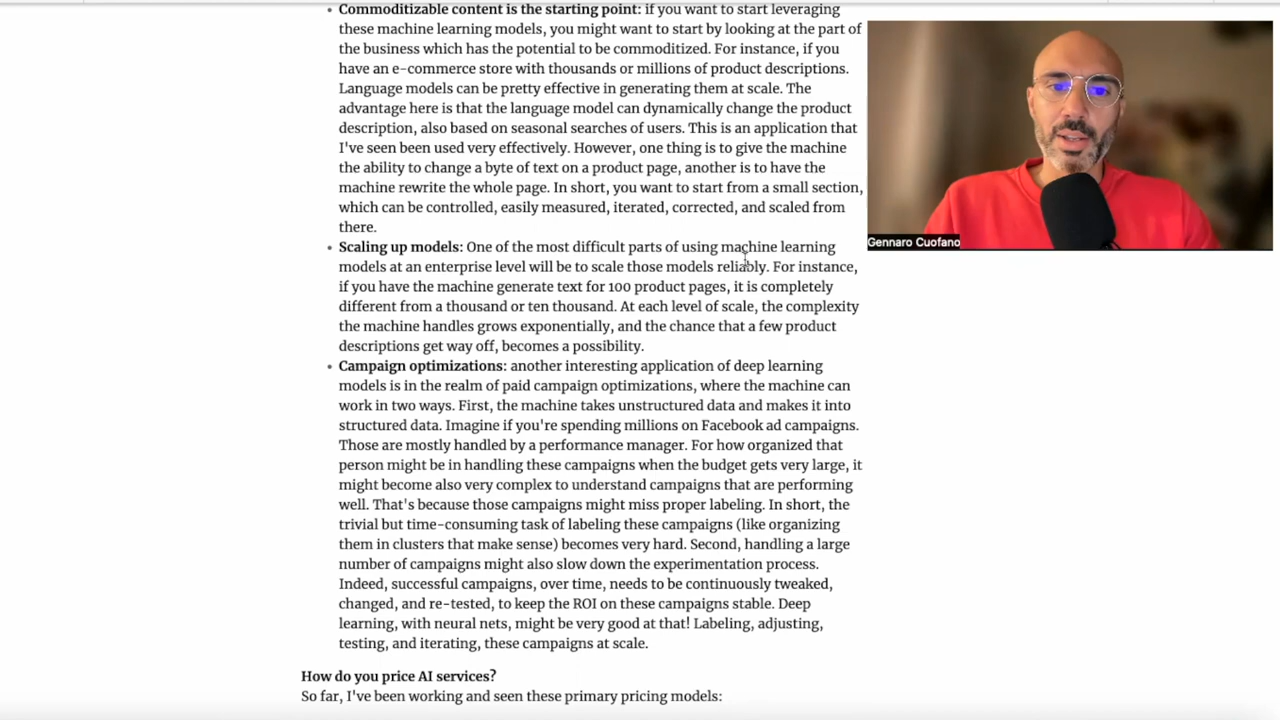 Commoditizable content is the starting point: if you want to start leveraging
these machine learning models, you might want to start by looking at the part of
the business which has the potential to be commoditized. For instance, if you
have an e-commerce store with thousands or millions of product descriptions.
Language models can be pretty effective in generating them at scale. The
advantage here is that the language model can dynamically change the product
description, also based on seasonal searches of users. This is an application that
I've seen been used very effectively. However, one thing is to give the machine
the ability to change a byte of text on a product page, another is to have the
machine rewrite the whole page. In short, you want to start from a small section,
which can be controlled, easily measured, iterated, corrected, and scaled from
there.
Scaling up models: One of the most difficult parts of using machine learning
models at an enterprise level will be to scale those models reliably. For instance,
if you have the machine generate text for 100 product pages, it is completely
different from a thousand or ten thousand. At each level of scale, the complexity
the machine handles grows exponentially, and the chance that a few product
descriptions get way off, becomes a possibility.
Campaign optimizations: another interesting application of deep learning
models is in the realm of paid campaign optimizations, where the machine can
work in two ways. First, the machine takes unstructured data and makes it into
structured data. Imagine if you're spending millions on Facebook ad campaigns.
Those are mostly handled by a performance manager. For how organized that
person might be in handling these campaigns when the budget gets very large, it
might become also very complex to understand campaigns that are performing
well. That's because those campaigns might miss proper labeling. In short, the
trivial but time-consuming task of labeling these campaigns (like organizing
them in clusters that make sense) becomes very hard. Second, handling a large
number of campaigns might also slow down the experimentation process.
Indeed, successful campaigns, over time, needs to be continuously tweaked,
changed, and re-tested, to keep the ROI on these campaigns stable. Deep
learning, with neural nets, might be very good at that! Labeling, adjusting,
testing, and iterating, these campaigns at scale.
How do you price AI services?
So far, I've been working and seen these primary pricing models:
Gennaro Cuofano